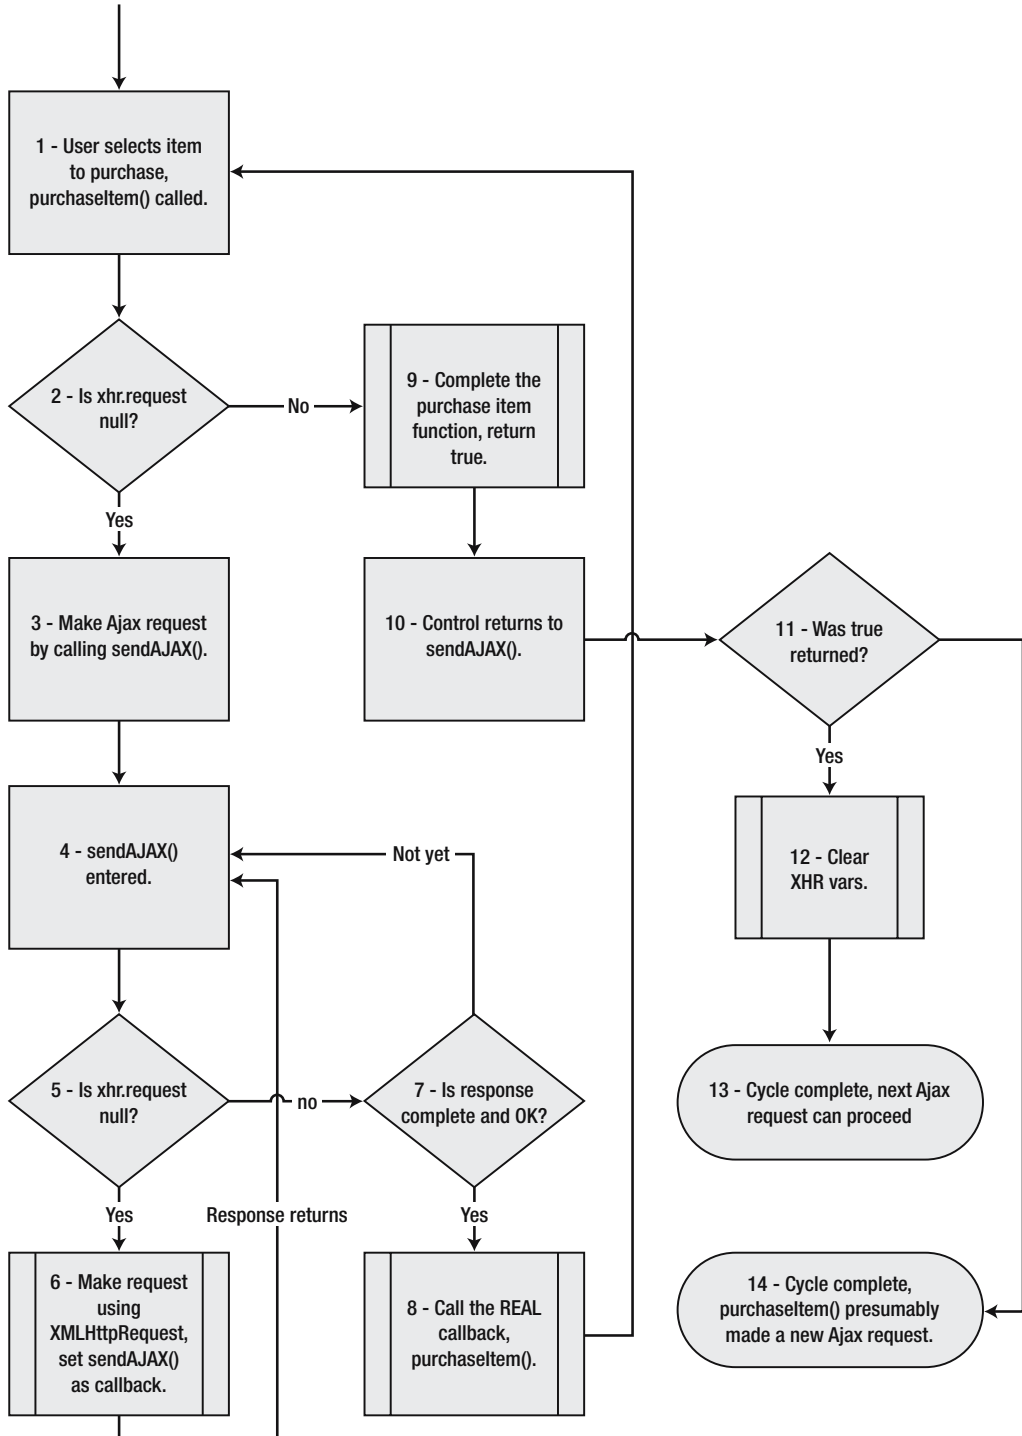 1 - User selects item
to purchase,
purchaseItem() called.
2 - Is xhr.request
null?
No
9 - Complete the
purchase item
function, return
true.
Yes
3 - Make Ajax request
by calling sendAJAX().
10 - Control returns to
sendAJAX().
11 - Was true
returned?
Yes
4 - sendAJAX()
entered.
Not yet
12 - Clear
XHR vars.
5 - Is xhr.request
null?
no
7 - Is response
complete and OK?
13 - Cycle complete, next Ajax
request can proceed
Yes
Response returns
Yes
6 - Make request
using
XMLHttpRequest,
set sendAJAX()
as callback.
8 - Call the REAL
callback,
purchaseItem().
14 - Cycle complete,
purchaseItem() presumably
made a new Ajax request.